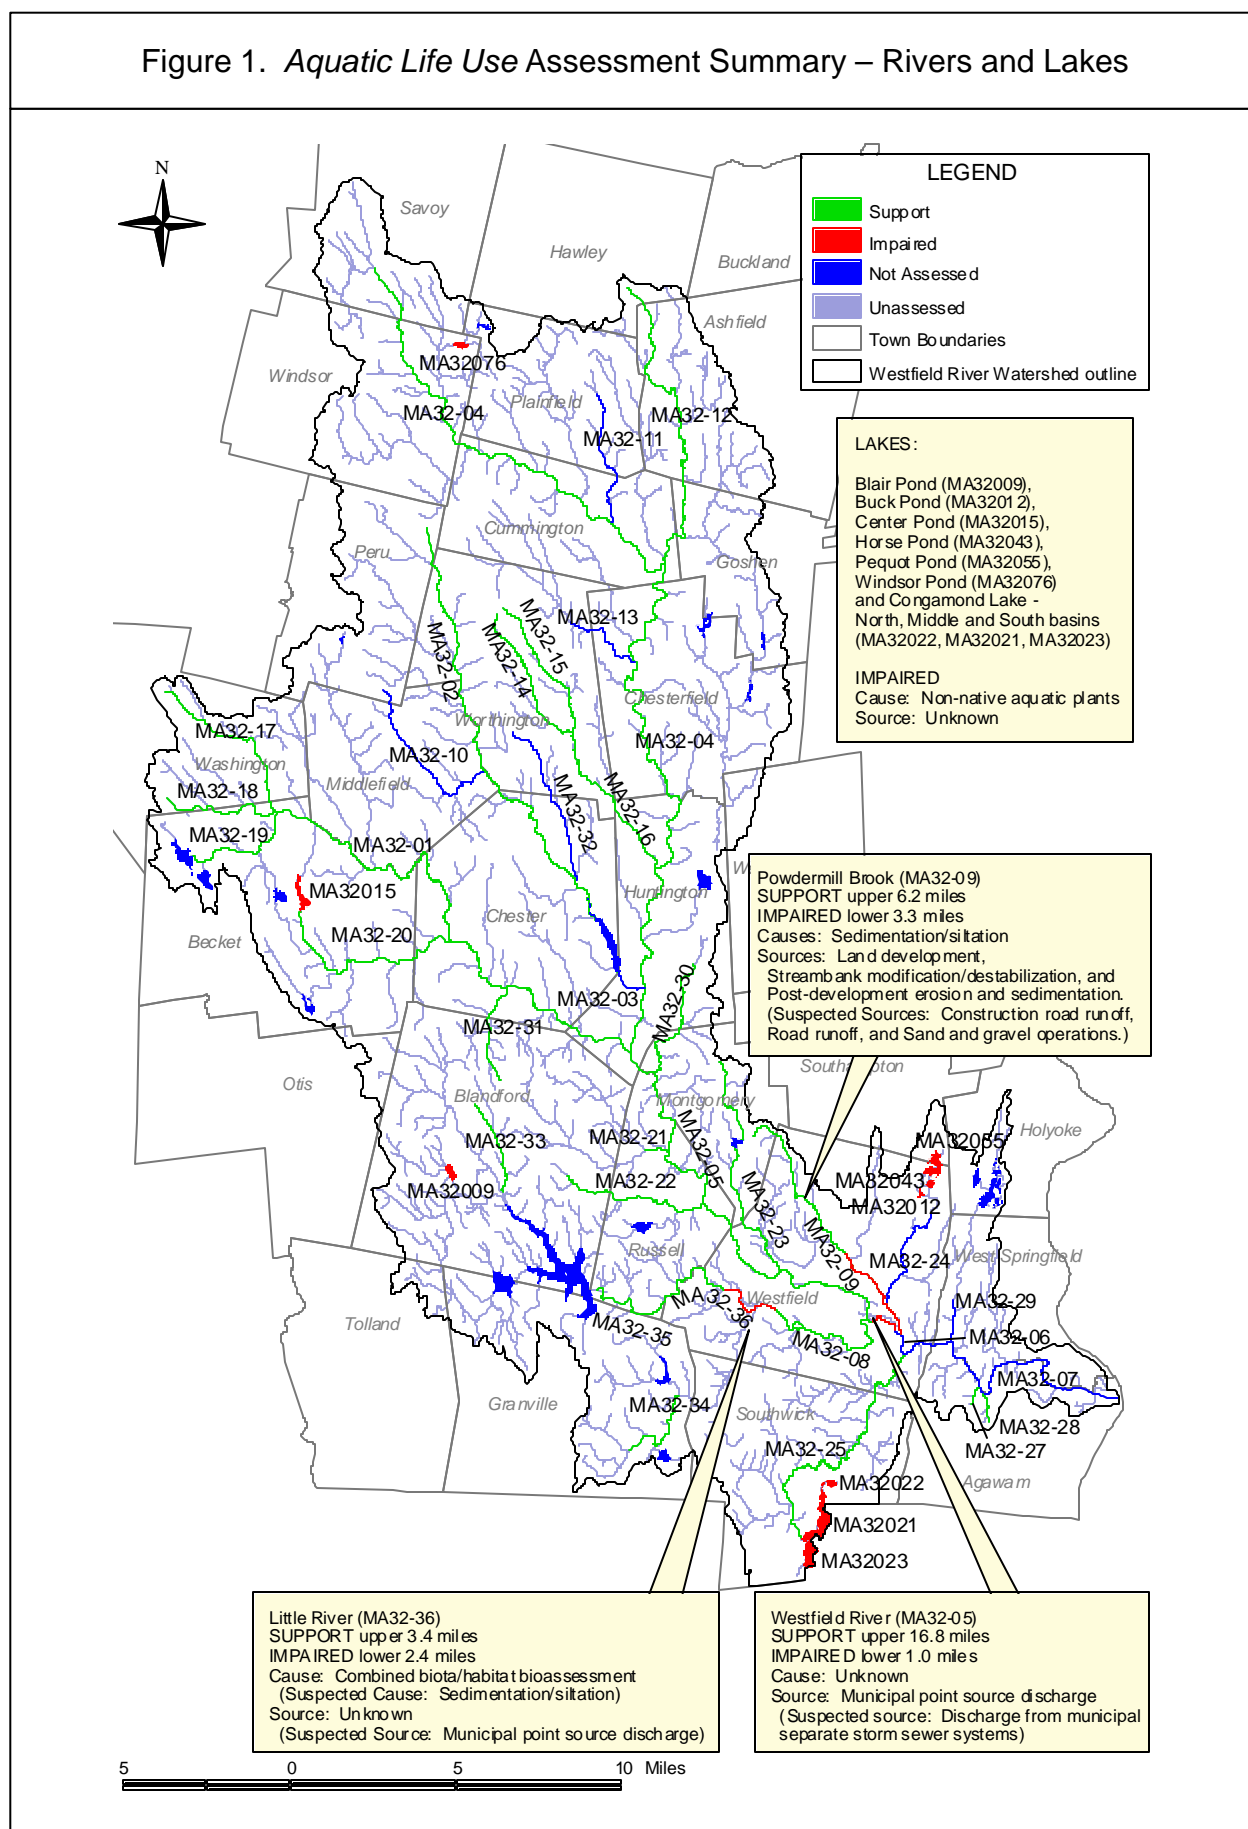 Figure 1. Aquatic Life Use Assessment Summary – Rivers and Lakes
N
LEGEND
Support
Impaired
Not Assessed
Unassessed
Town Boundaries
Westfield River Watershed outline
Savoy
Hawley
Buckland
Ashfield
Windsor
MA32076
Plainfield
MA32-04
MA32-12
MA32-11
LAKES:
Blair Pond (MA32009),
Buck Pond (MA32012),
Center Pond (MA32015),
Horse Pond (MA32043),
Pequot Pond (MA32055),
Windsor Pond (MA32076)
and Congamond Lake -
North, Middle and South basins
(MA32022, MA32021, MA32023)
IMPAIRED
Cause: Non-native aquatic plants
Source: Unknown
Cummington
Peru
Goshen
MA32-13
MA32-15
MA32-14
MA32-02
Chesterfield
Worthington
MA32-17
MA32-04
MA32-10
Washington
Middlefield
MA32-18
MA32-32
MA32-16
MA32-19
MA32-01
MA32015
Huntington
Chester
MA32-20
Becket
MA32-30
MA32-03
MA32-31
Powdermill Brook (MA32-09)
SUPPORT upper 6.2 miles
IMPAIRED lower 3.3 miles
Causes: Sedimentation/siltation
Sources: Land development,
Streambank modification/destabilization, and
Post-development erosion and sedimentation.
(Suspected Sources: Construction road runoff,
Road runoff, and Sand and gravel operations.)
Otis
Blandford
Montgomery
Holyoke
MA32-33
MA32-21
MA32-05
MA32055
MA32009
MA32-22
MA32043
MA32012
MA32-23
MA32-09
Russell
MA32-24
West Springfield
MA32-36
Westfield
MA32-29
Tolland
MA32-35
MA32-08
MA32-06
MA32-07
Granville
MA32-34
Southwick
MA32-28
MA32-25
MA32-27
MA32022
Agawam
MA32021
MA32023
Little River (MA32-36)
SUPPORT upper 3.4 miles
IMPAIRED lower 2.4 miles
Cause: Combined biota/habitat bioassessment
(Suspected Cause: Sedimentation/siltation)
Source: Unknown
(Suspected Source: Municipal point source discharge)
Westfield River (MA32-05)
SUPPORT upper 16.8 miles
IMPAIRED lower 1.0 miles
Cause: Unknown
Source: Municipal point source discharge
(Suspected source: Discharge from municipal
separate storm sewer systems)
5 0 5 10 Miles